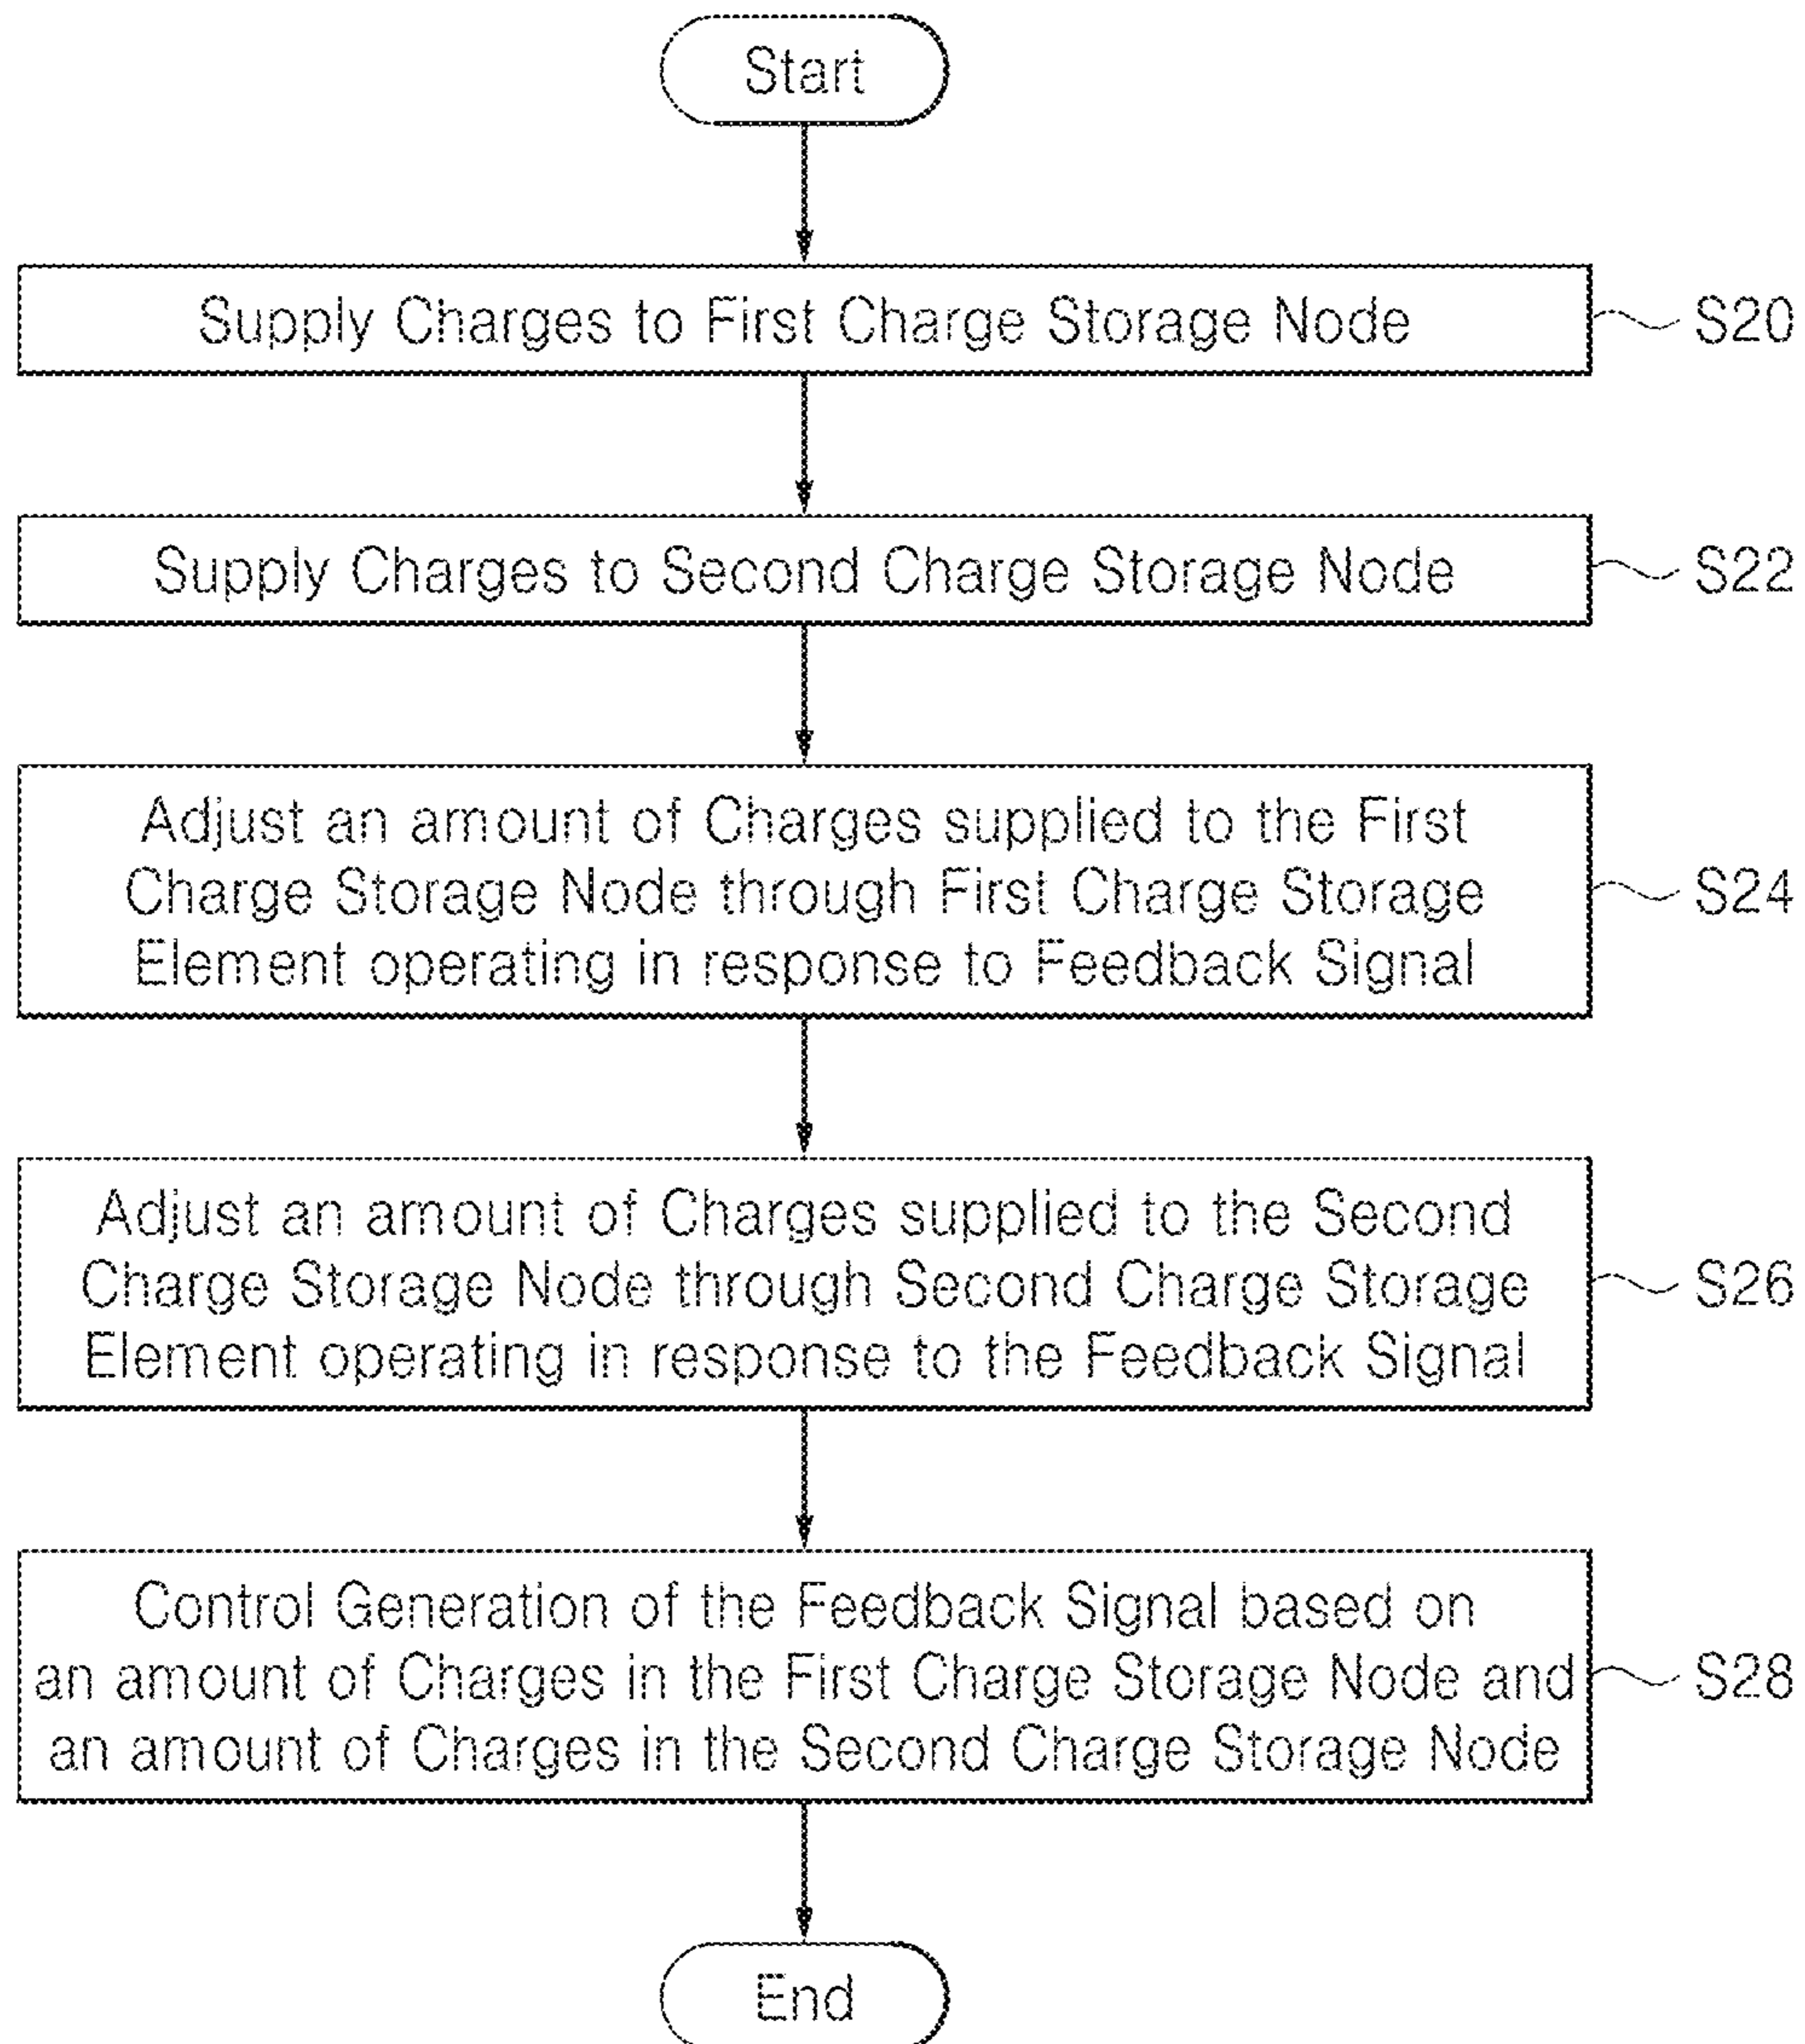 Start
Supply Charges to First Charge Storage Node
S20
Supply Charges to Second Charge Storage Node
S22
Adjust an amount of Charges supplied to the First
Charge Storage Node through First Charge Storage
Element operating in response to Feedback Signal
S24
Adjust an amount of Charges supplied to the Second
Charge Storage Node through Second Charge Storage
Element operating in response to the Feedback Signal
S26
Control Generation of the Feedback Signal based on
an amount of Charges in the First Charge Storage Node and
an amount of Charges in the Second Charge Storage Node
S28
End